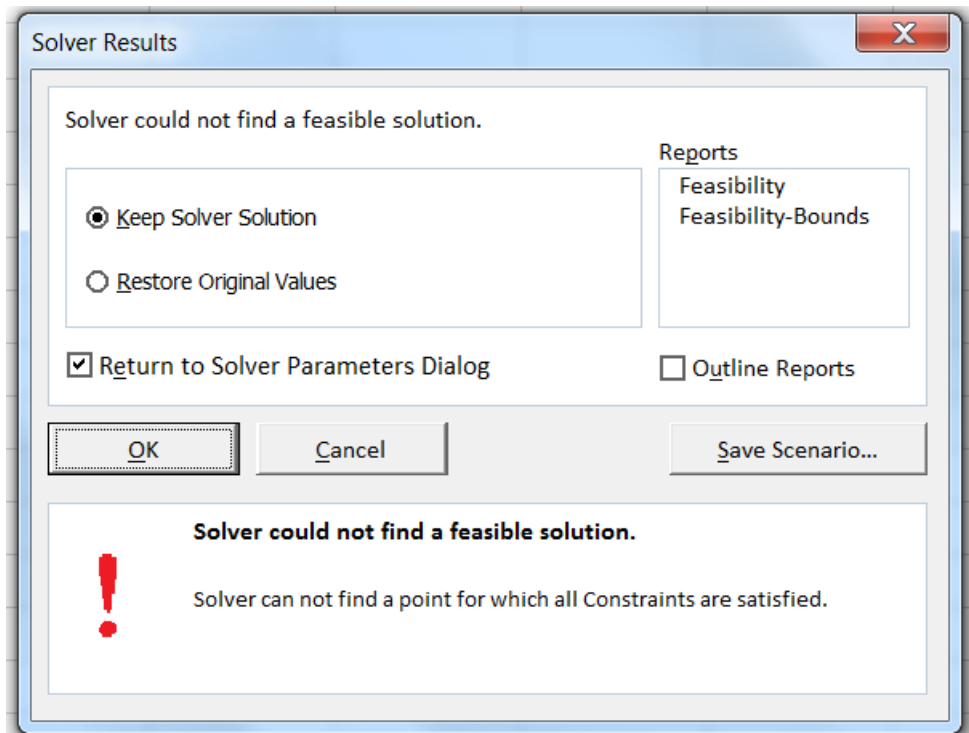 Solver Results
X
Solver could not find a feasible solution.
Reports
Keep Solver Solution
Restore Original Values
Feasibility
Feasibility-Bounds
Return to Solver Parameters Dialog
Outline Reports
OK
Cancel
Save Scenario...
Solver could not find a feasible solution.
Solver can not find a point for which all Constraints are satisfied.